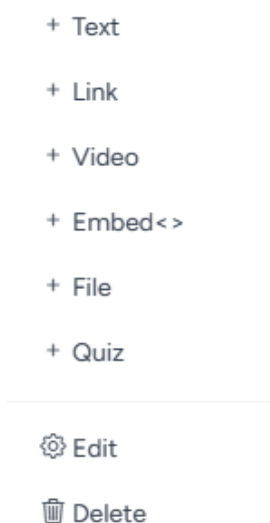 + Text
+ Link
+ Video
+ Embed<>
+ File
+ Quiz
Edit
Delete